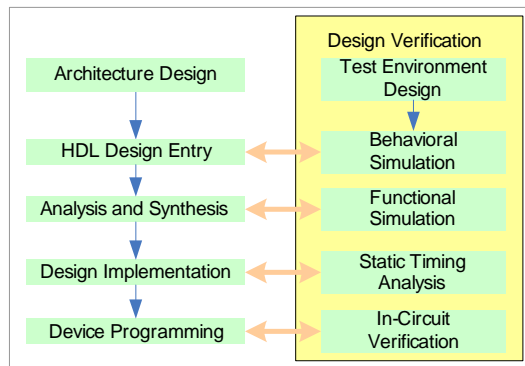 Architecture Design
HDL Design Entry
Analysis and Synthesis
Design Implementation
Device Programming
Design Verification
Test Environment
Design
Behavioral
Simulation
Functional
Simulation
Static Timing
Analysis
In-Circuit
Verification